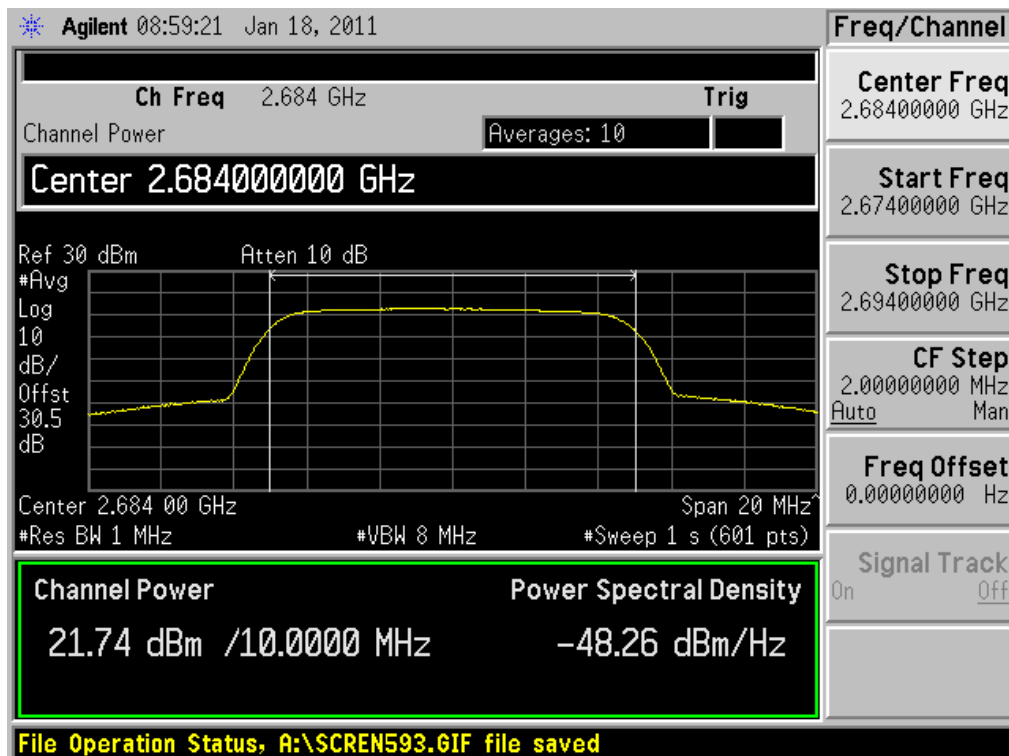 Agilent 08:59:21 Jan 18, 2011
Ch Freq 2.684 GHz Trig
Channel Power Averages: 10
Center 2.684000000 GHz
Ref 30 dBm Atten 10 dB
#Avg
Log
10
dB/
Offst
30.5
dB
Center 2.684 00 GHz Span 20 MHz^
#Res BW 1 MHz #VBW 8 MHz #Sweep 1 s (601 pts)
Channel Power Power Spectral Density
21.74 dBm /10.0000 MHz -48.26 dBm/Hz
File Operation Status, A:\SCREN593.GIF file saved
Freq/Channel
Center Freq
2.68400000 GHz
Start Freq
2.67400000 GHz
Stop Freq
2.69400000 GHz
CF Step
2.00000000 MHz
Auto Man
Freq Offset
0.00000000 Hz
Signal Track
On Off